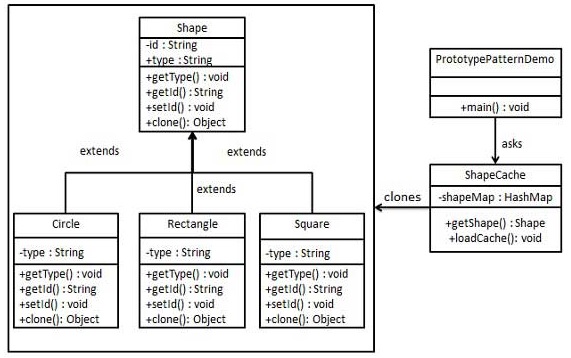 Shape
-id : String
+type : String
+getType() : void
+getId() : String
+setId() : void
+clone(): Object
PrototypePatternDemo
+main() : void
asks
extends
extends
extends
clones
ShapeCache
-shapeMap : HashMap
+getShape() : Shape
+loadCache(): void
Circle
-type : String
+getType() : void
+getId() : String
+setId() : void
+clone(): Object
Rectangle
-type : String
+getType() : void
+getId() : String
+setId() : void
+clone(): Object
Square
-type : String
+getType() : void
+getId() : String
+setId() : void
+clone(): Object